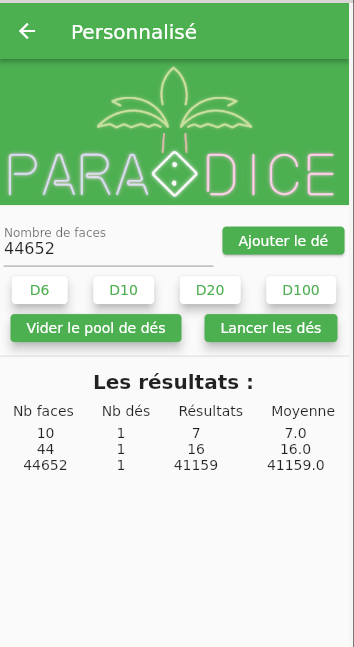 Personnalisé
PARA DICE
Nombre de faces
44652
Ajouter le dé
D6 D10 D20 D100
Vider le pool de dés Lancer les dés
Les résultats :
Nb faces Nb dés Résultats Moyenne
10 1 7 7.0
44 1 16 16.0
44652 1 41159 41159.0